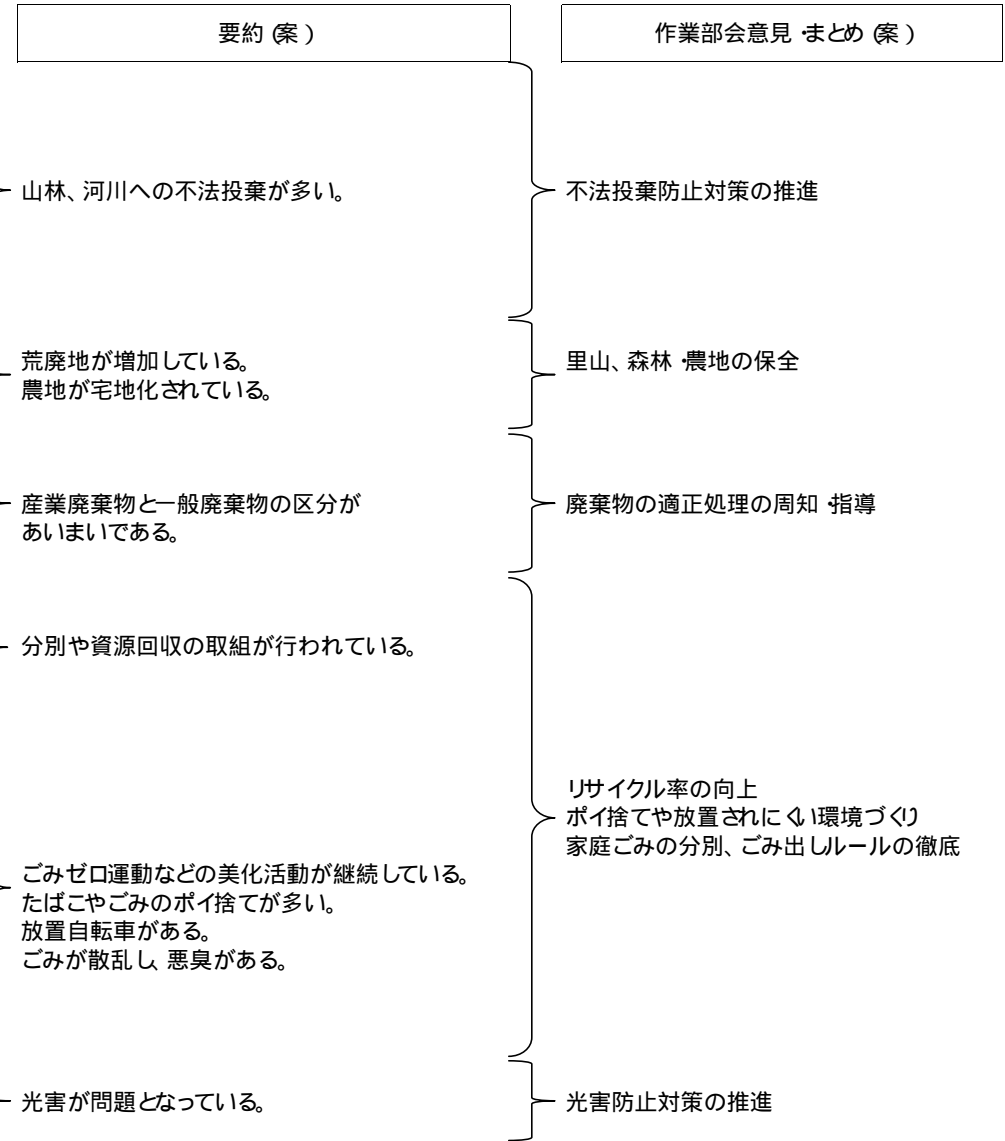 要約（案）
作業部会意見・まとめ（案）
山林、河川への不法投棄が多い。
不法投棄防止対策の推進
荒廃地が増加している。
農地が宅地化されている。
里山、森林・農地の保全
産業廃棄物と一般廃棄物の区分が
あいまいである。
廃棄物の適正処理の周知・指導
分別や資源回収の取組が行われている。
リサイクル率の向上
ポイ捨てや放置されにくい環境づくり
家庭ごみの分別、ごみ出しルールの徹底
ごみゼロ運動などの美化活動が継続している。
たばこやごみのポイ捨てが多い。
放置自転車がある。
ごみが散乱し、悪臭がある。
光害が問題となっている。
光害防止対策の推進